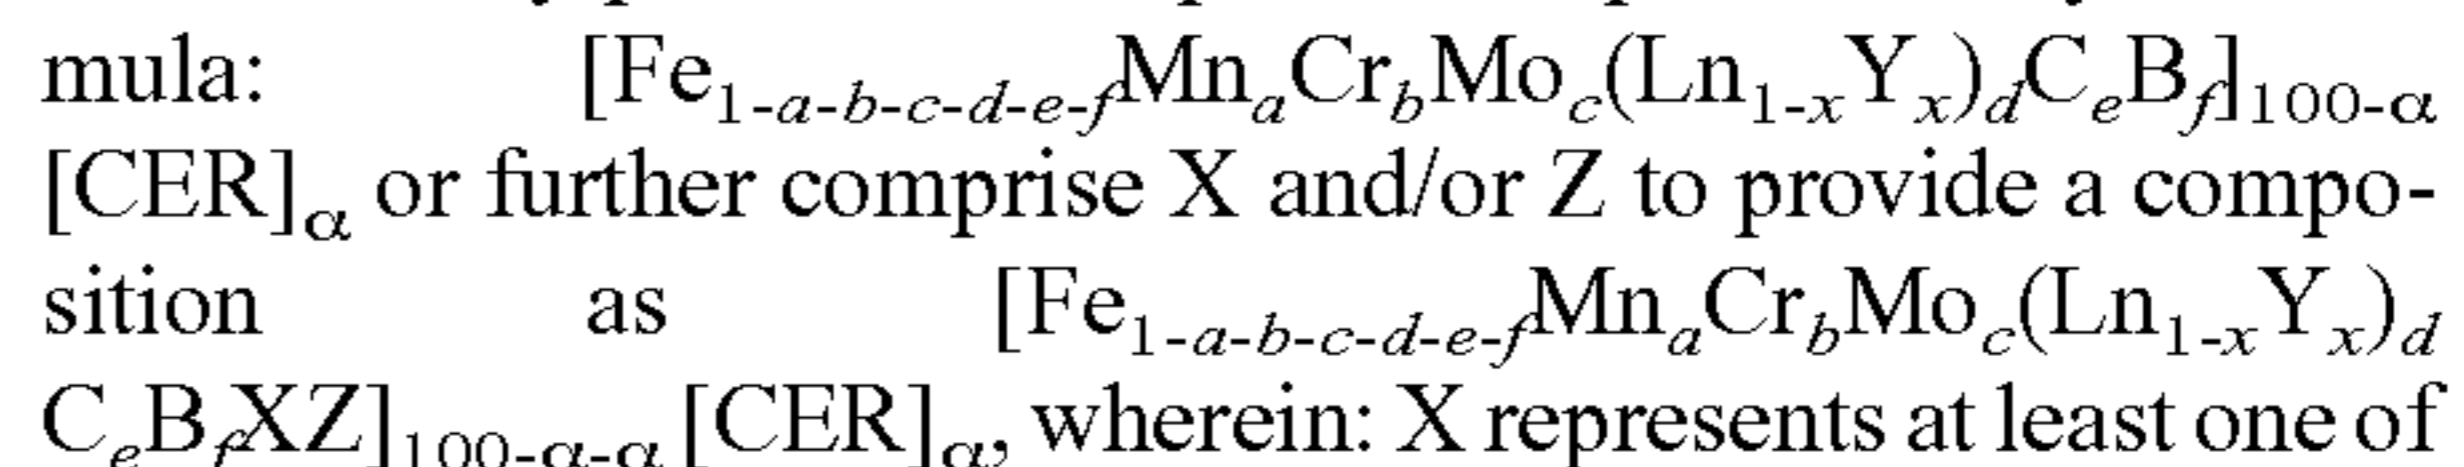 mula: [Fe1-a-b-c-d-e-fMnaCrbMoc(Ln1-xYx)dCeBf]100-α
[CER]α or further comprise X and/or Z to provide a compo-
sition as [Fe1-a-b-c-d-e-fMnaCrbMoc(Ln1-xYx)d
CeBfXZ]100-α-α [CER]α, wherein: X represents at least one of